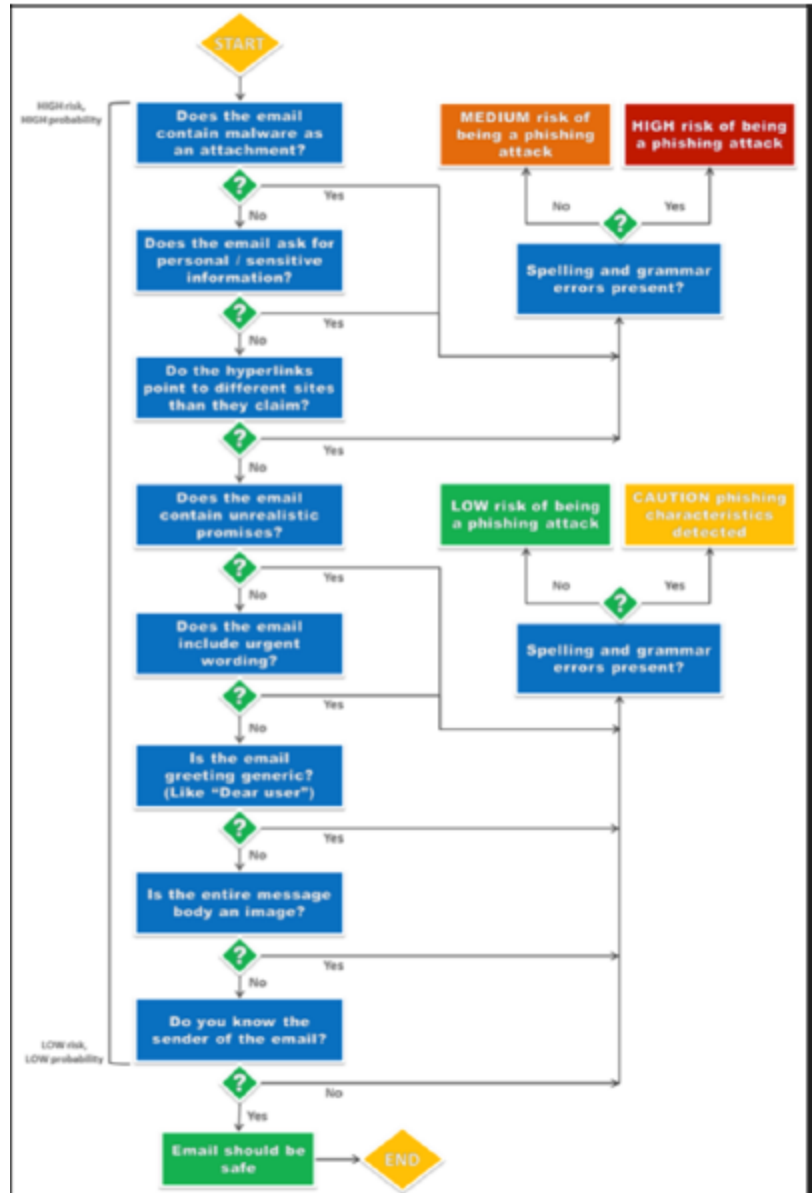 START
HIGH risk,
HIGH probability
Does the email
contain malware as
an attachment?
?
Yes
No
Does the email ask for
personal / sensitive
information?
?
Yes
No
Do the hyperlinks
point to different sites
than they claim?
?
Yes
No
MEDIUM risk of
being a phishing
attack
HIGH risk of being
a phishing attack
No
?
Yes
Spelling and grammar
errors present?
Does the email
contain unrealistic
promises?
?
Yes
No
Does the email
include urgent
wording?
?
Yes
No
Is the email
greeting generic?
(Like “Dear user”)
?
Yes
No
Is the entire message
body an image?
?
Yes
No
Do you know the
sender of the email?
LOW risk,
LOW probability
?
No
Yes
LOW risk of being
a phishing attack
CAUTION phishing
characteristics
detected
No
?
Yes
Spelling and grammar
errors present?
Email should be
safe
END